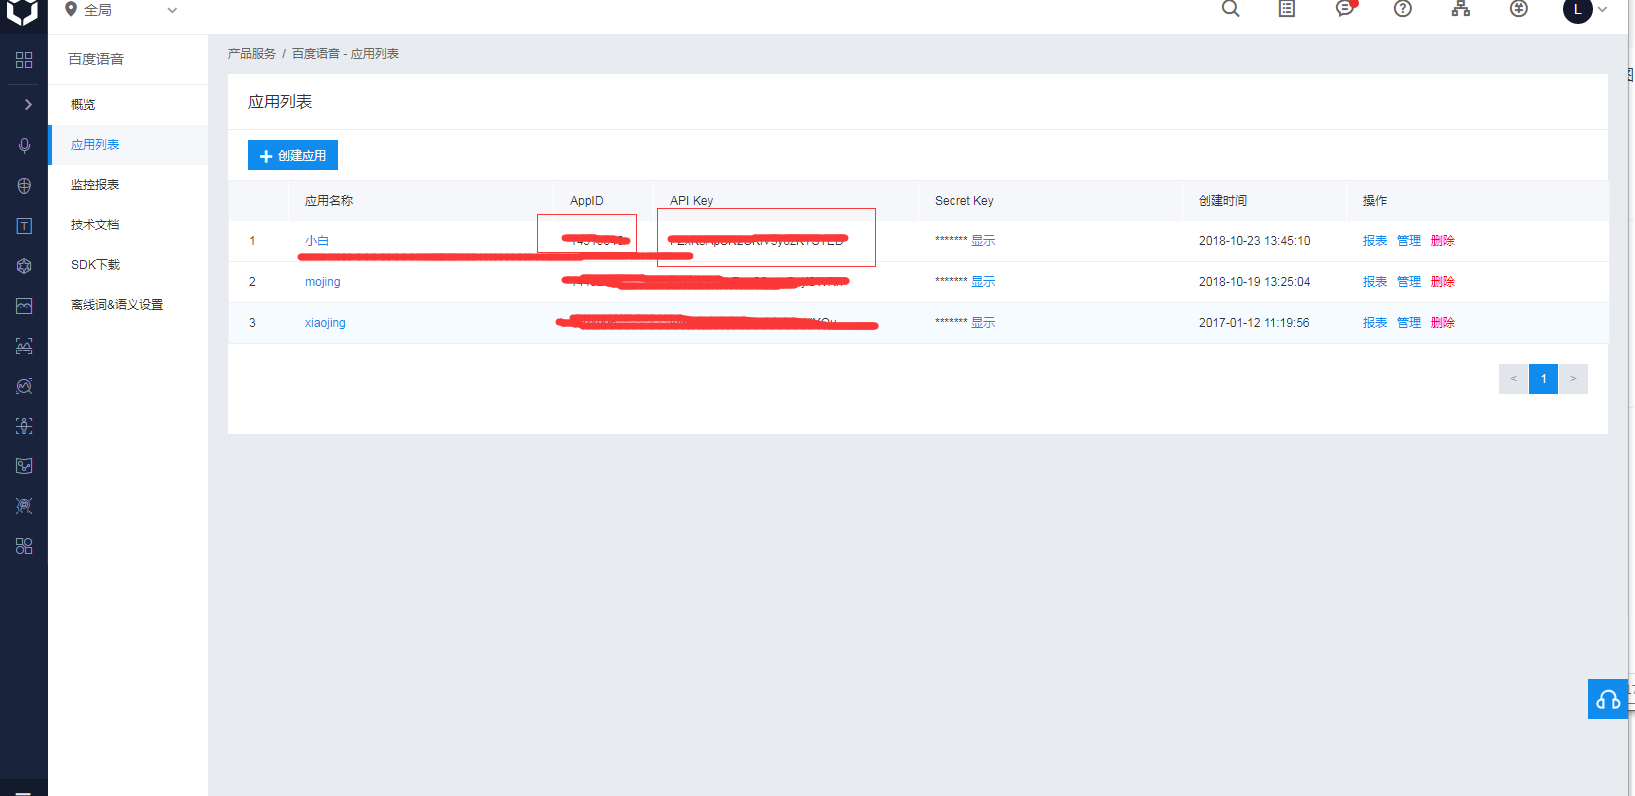 全局
L
百度语音
概览
应用列表
监控报表
技术文档
SDK下载
离线词&语义设置
产品服务 / 百度语音 - 应用列表
应用列表
创建应用
应用名称 AppID API Key Secret Key 创建时间 操作
1 小白 ******* 显示 2018-10-23 13:45:10 报表 管理 删除
2 mojing ******* 显示 2018-10-19 13:25:04 报表 管理 删除
3 xiaojing ******* 显示 2017-01-12 11:19:56 报表 管理 删除
< 1 >